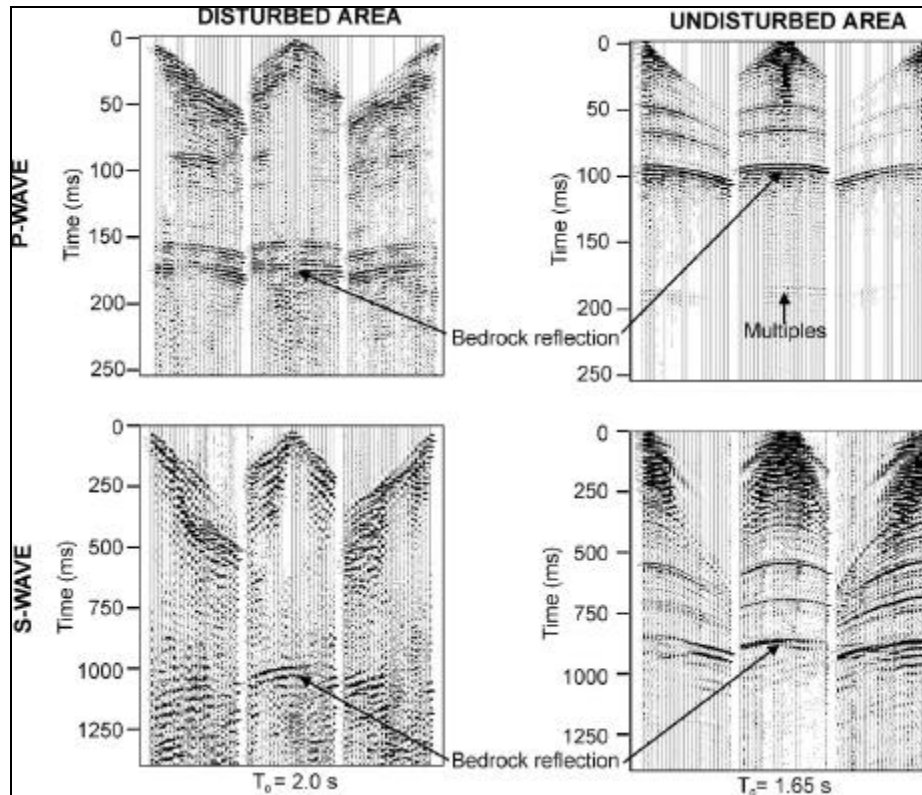 DISTURBED AREA
UNDISTURBED AREA
P-WAVE
Time (ms)
0
50
100
150
200
250
Time (ms)
0
50
100
150
200
250
Bedrock reflection
Multiples
S-WAVE
Time (ms)
0
250
500
750
1000
1250
Time (ms)
0
250
500
750
1000
1250
Bedrock reflection
T₀ = 2.0 s
T₀ = 1.65 s